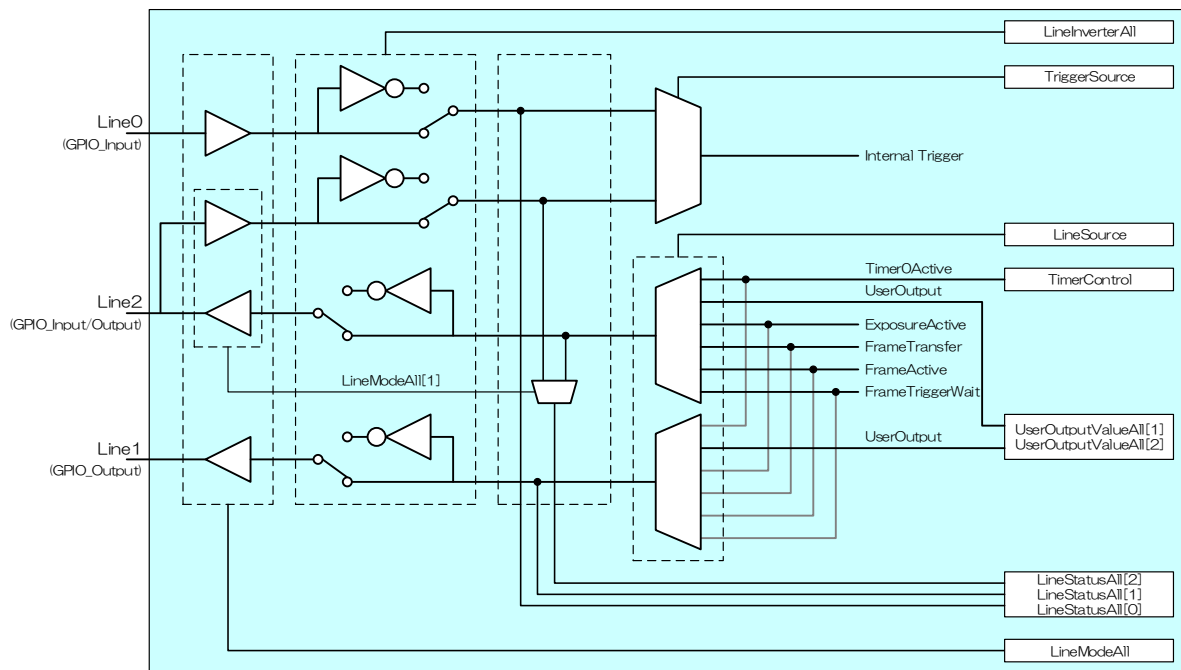 LineInverterAll
TriggerSource
Line0
(GPIO_Input)
Internal Trigger
LineSource
Timer0Active
TimerControl
UserOutput
Line2
(GPIO_Input/Output)
ExposureActive
FrameTransfer
FrameActive
LineModeAll[1]
FrameTriggerWait
UserOutputValueAll[1]
UserOutput
UserOutputValueAll[2]
Line1
(GPIO_Output)
LineStatusAll[2]
LineStatusAll[1]
LineStatusAll[0]
LineModeAll